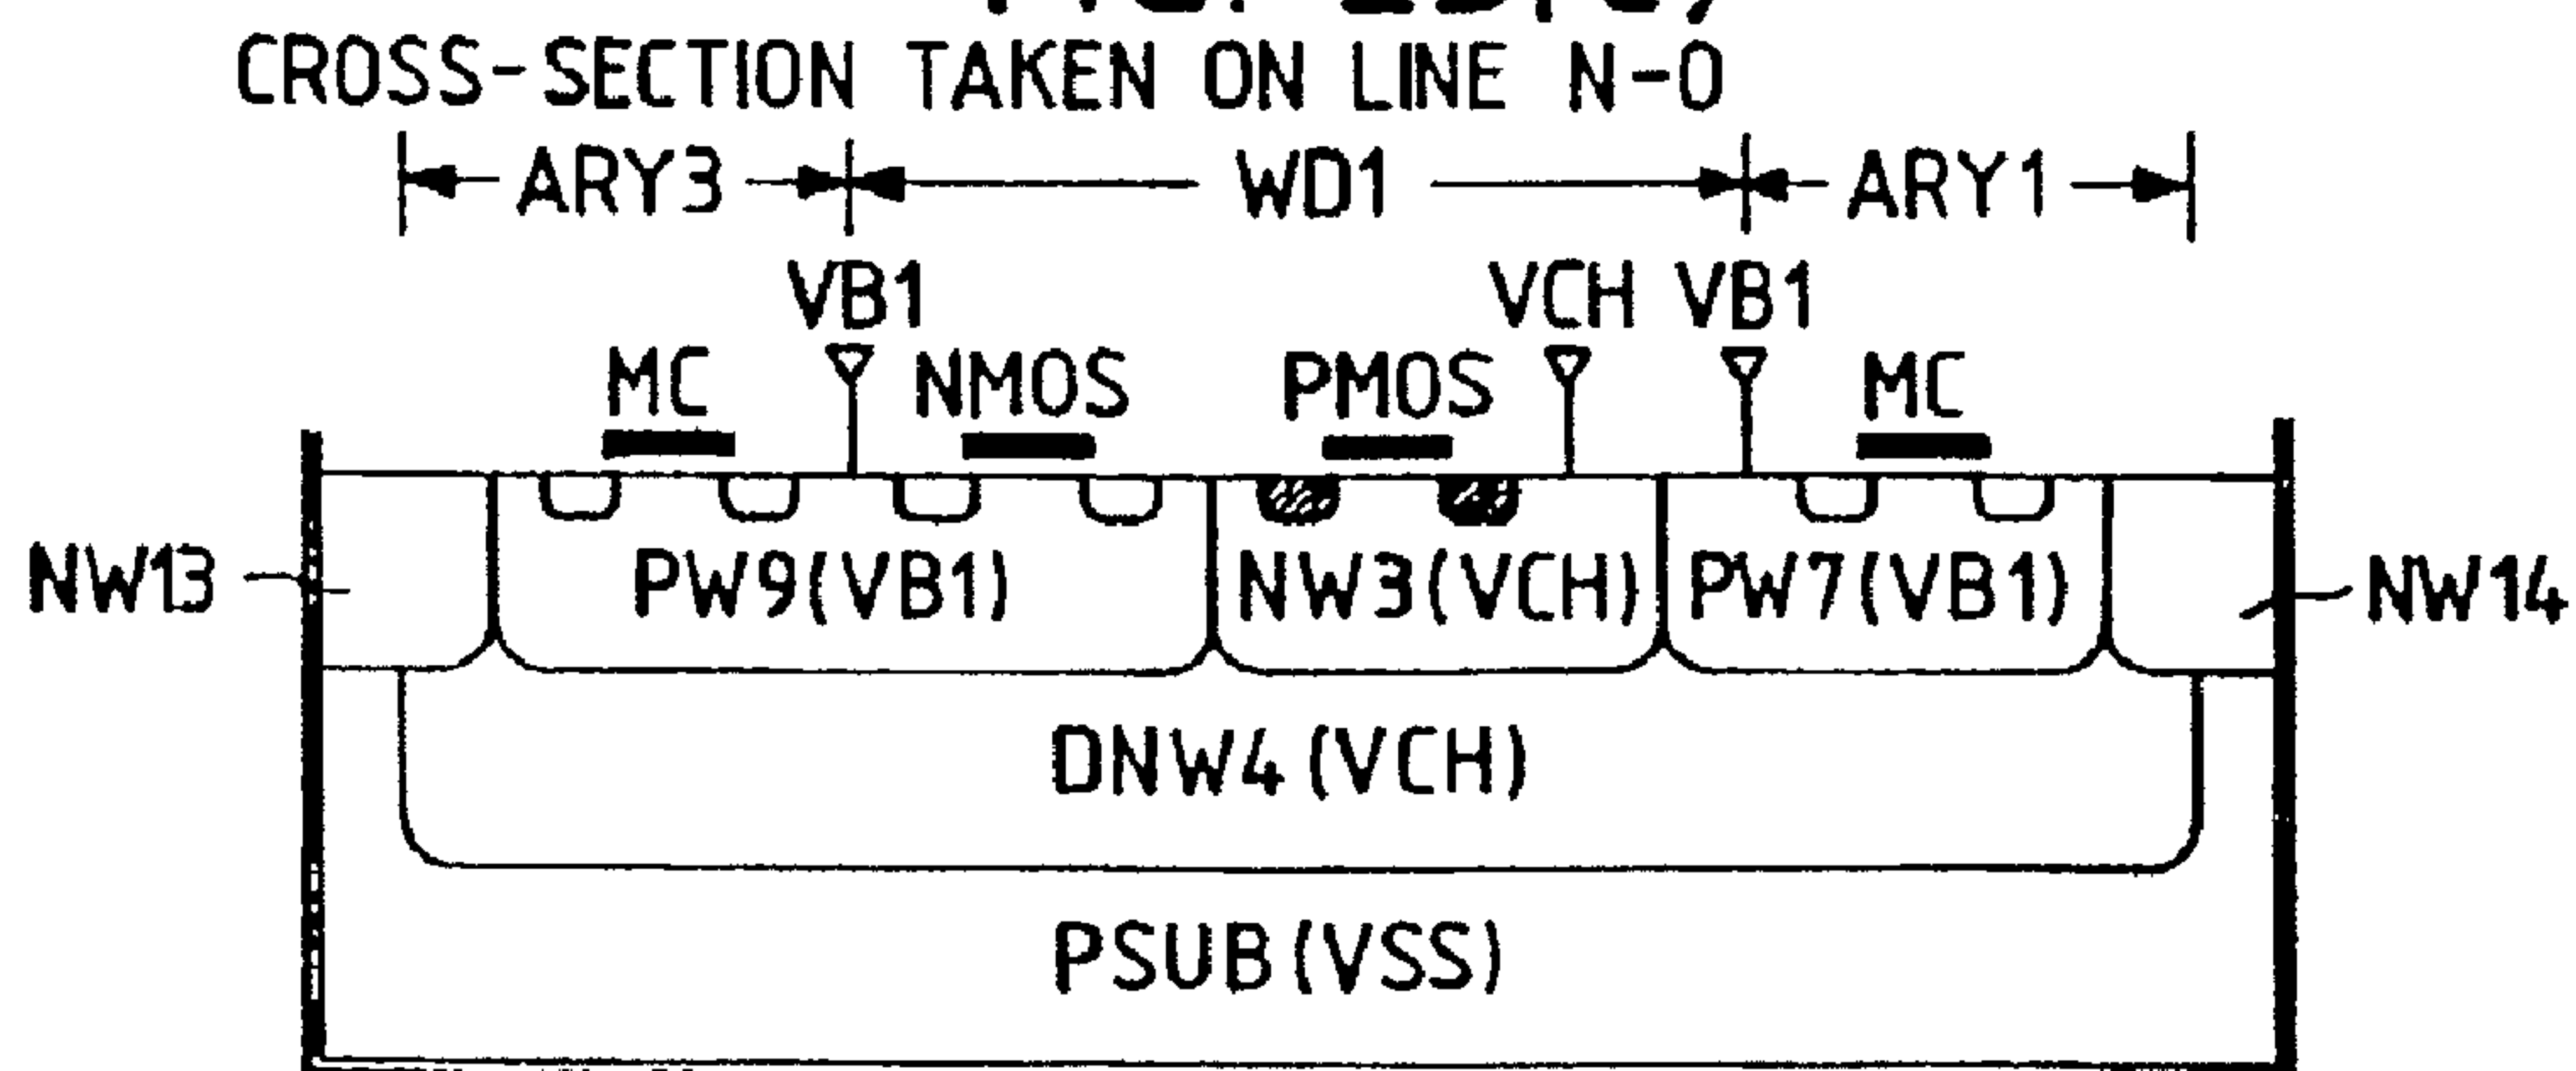 CROSS-SECTION TAKEN ON LINE N-O
ARY3 WD1 ARY1
VB1 VCH VB1
MC NMOS PMOS MC
NW13 PW9(VB1) NW3(VCH) PW7(VB1) NW14
DNW4(VCH)
PSUB(VSS)